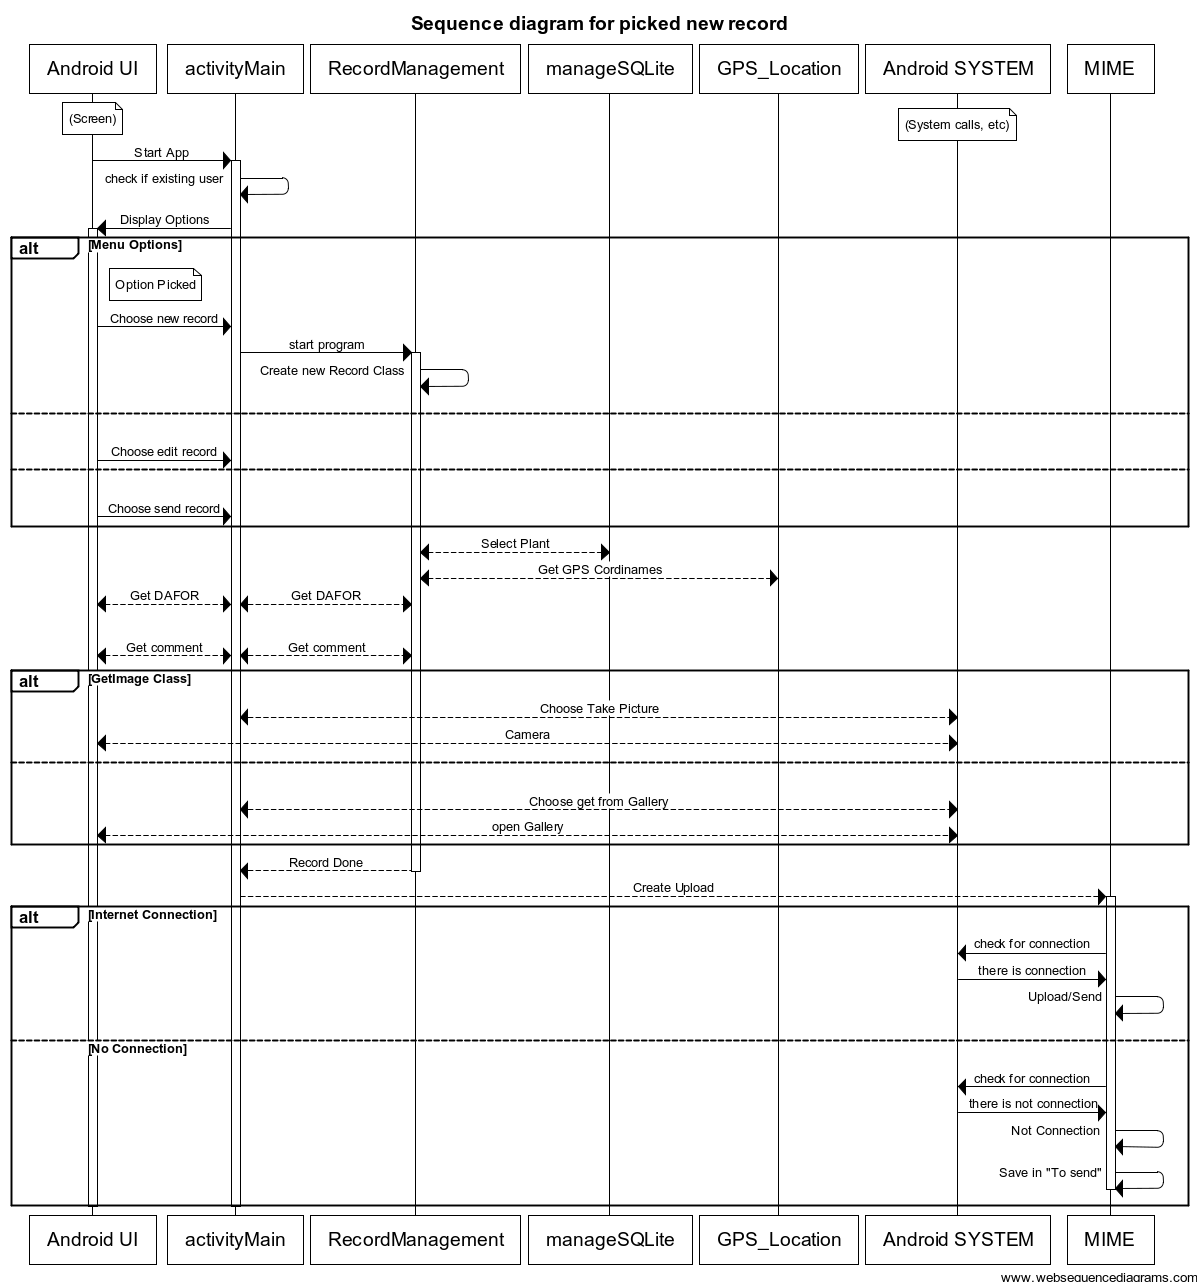 Sequence diagram for picked new record
Android UI
activityMain
RecordManagement
manageSQLite
GPS_Location
Android SYSTEM
MIME
(Screen)
(System calls, etc)
Start App
check if existing user
Display Options
alt
[Menu Options]
Option Picked
Choose new record
start program
Create new Record Class
Choose edit record
Choose send record
Select Plant
Get GPS Cordinames
Get DAFOR
Get DAFOR
Get comment
Get comment
alt
[GetImage Class]
Choose Take Picture
Camera
Choose get from Gallery
open Gallery
Record Done
Create Upload
alt
[Internet Connection]
check for connection
there is connection
Upload/Send
[No Connection]
check for connection
there is not connection
Not Connection
Save in "To send"
Android UI
activityMain
RecordManagement
manageSQLite
GPS_Location
Android SYSTEM
MIME
www.websequencediagrams.com